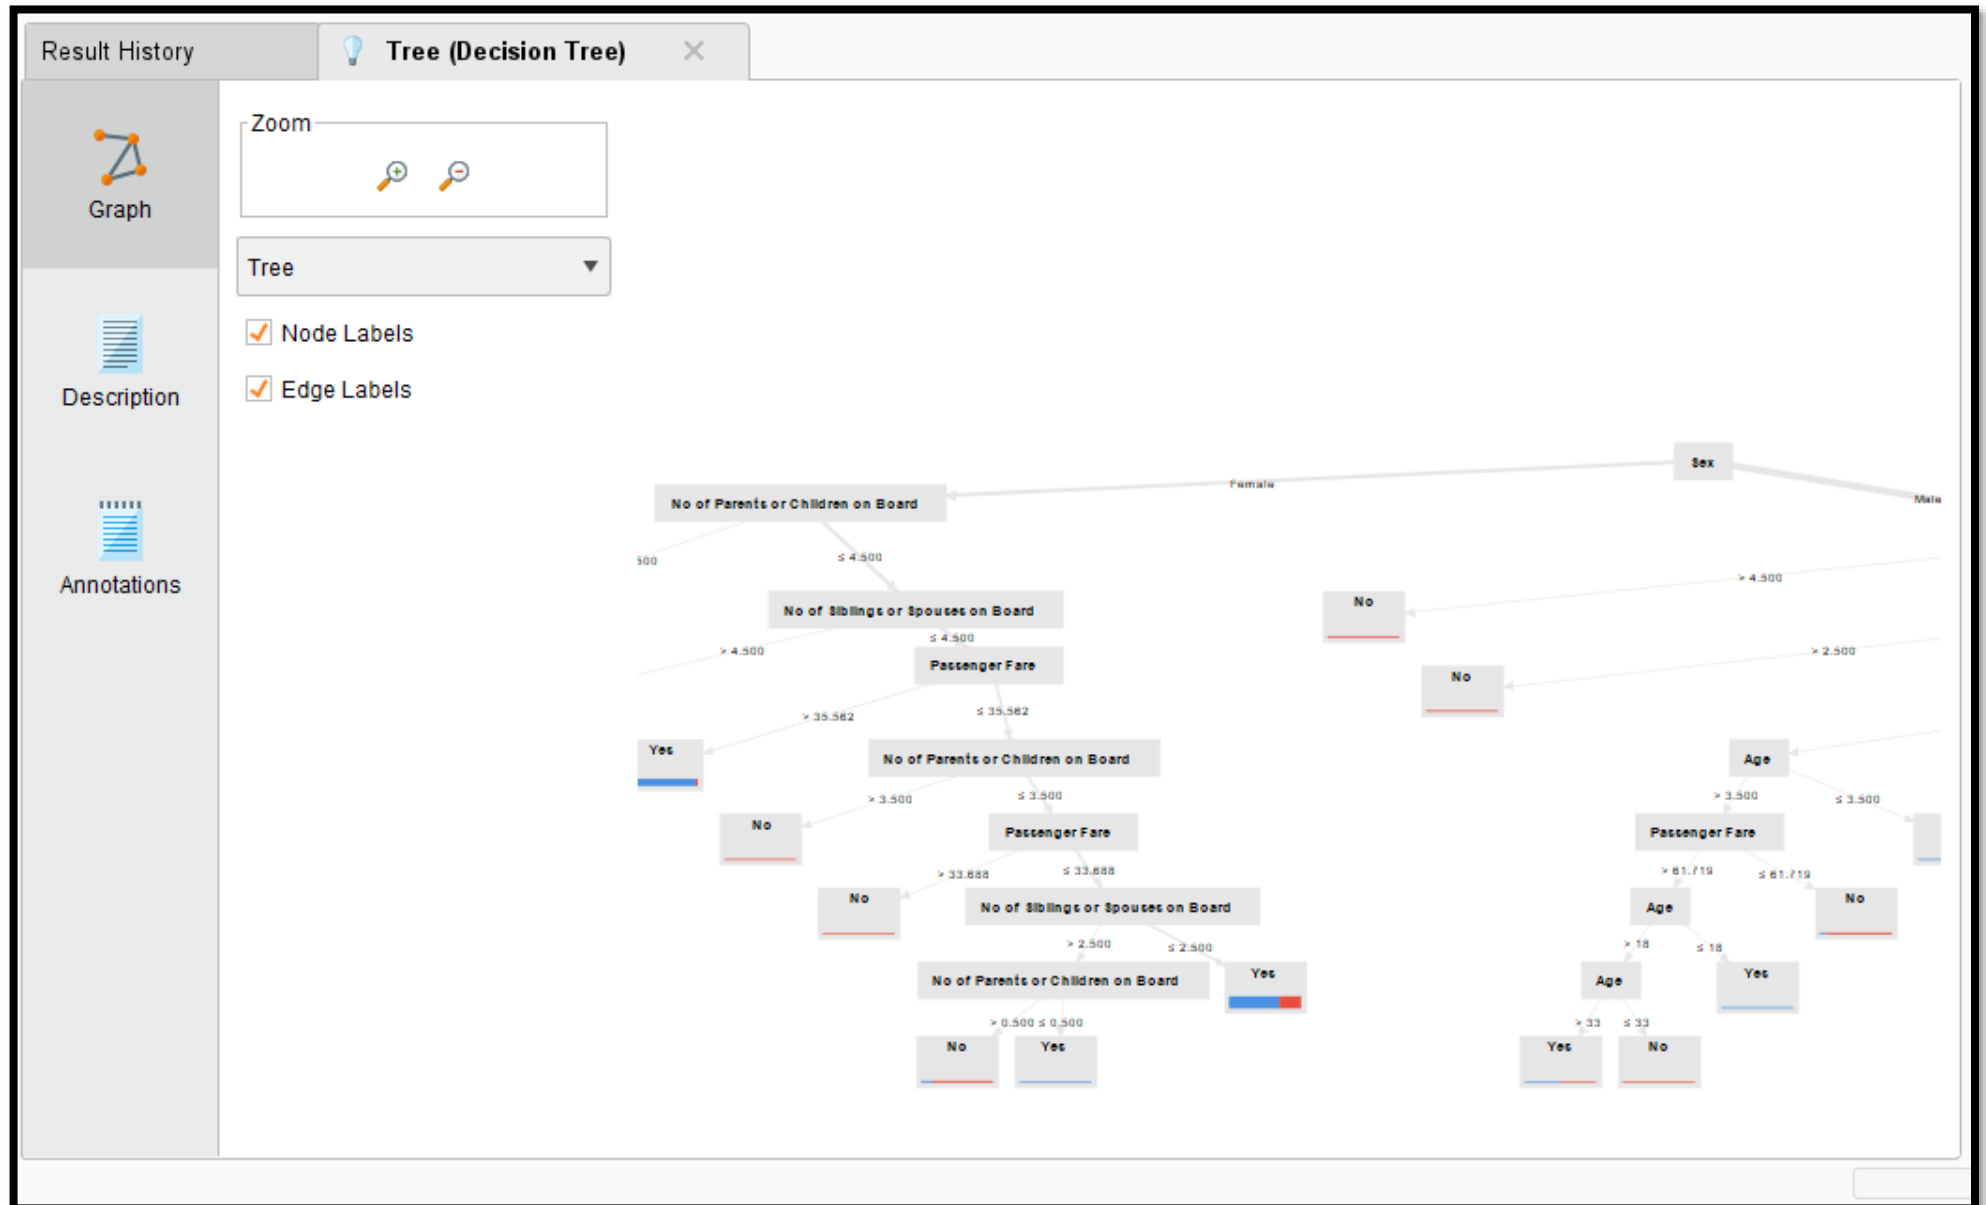 Result History
Tree (Decision Tree)
Graph
Description
Annotations
Zoom
Tree
Node Labels
Edge Labels
Sex
Female
Male
No of Parents or Children on Board
500
≤ 4.500
> 4.500
No
No of Siblings or Spouses on Board
> 4.500
≤ 4.500
> 2.500
Passenger Fare
No
> 35.562
≤ 35.562
Yes
No of Parents or Children on Board
Age
> 3.500
≤ 3.500
> 3.500
≤ 3.500
No
Passenger Fare
Passenger Fare
> 33.688
≤ 33.688
> 61.719
≤ 61.719
No
No of Siblings or Spouses on Board
Age
No
> 2.500
≤ 2.500
> 18
≤ 18
No of Parents or Children on Board
Yes
Age
Yes
> 0.500
≤ 0.500
> 33
≤ 33
No
Yes
Yes
No